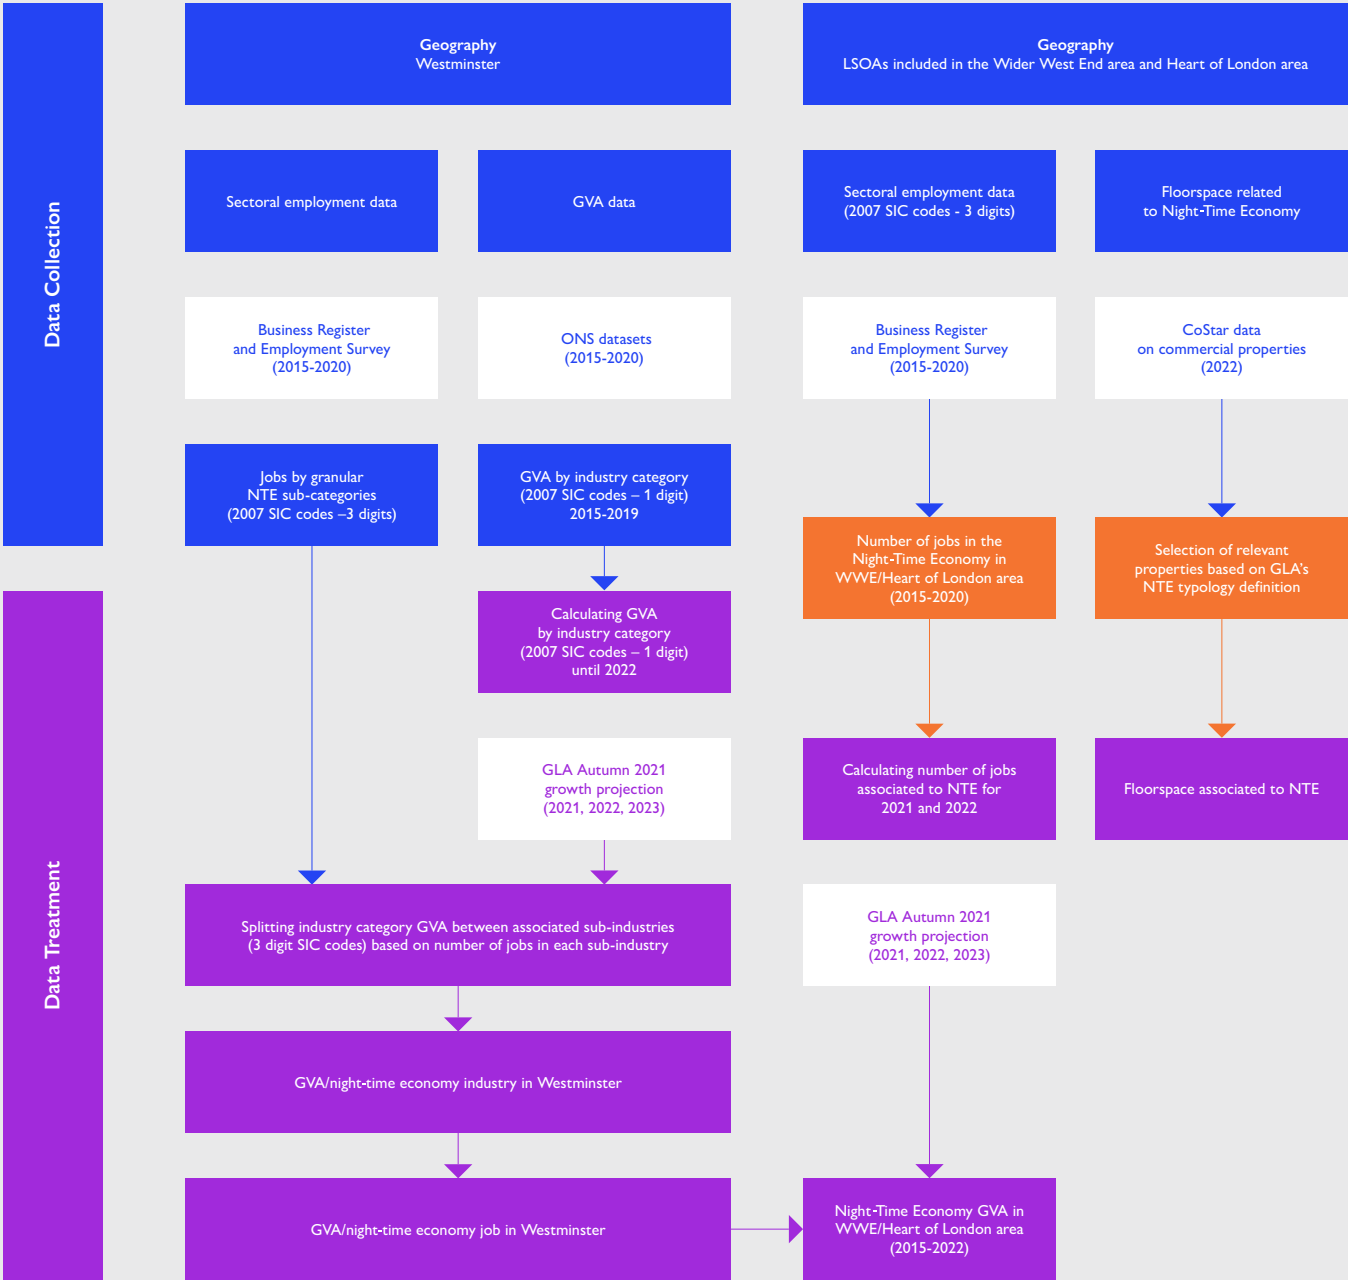 Data Collection
Geography
Westminster
Geography
LSOAs included in the Wider West End area and Heart of London area
Sectoral employment data
GVA data
Sectoral employment data
(2007 SIC codes - 3 digits)
Floorspace related
to Night-Time Economy
Business Register
and Employment Survey
(2015-2020)
ONS datasets
(2015-2020)
Business Register
and Employment Survey
(2015-2020)
CoStar data
on commercial properties
(2022)
Jobs by granular
NTE sub-categories
(2007 SIC codes –3 digits)
GVA by industry category
(2007 SIC codes – 1 digit)
2015-2019
Number of jobs in the
Night-Time Economy in
WWE/Heart of London area
(2015-2020)
Selection of relevant
properties based on GLA's
NTE typology definition
Data Treatment
Calculating GVA
by industry category
(2007 SIC codes – 1 digit)
until 2022
GLA Autumn 2021
growth projection
(2021, 2022, 2023)
Calculating number of jobs
associated to NTE for
2021 and 2022
Floorspace associated to NTE
Splitting industry category GVA between associated sub-industries
(3 digit SIC codes) based on number of jobs in each sub-industry
GLA Autumn 2021
growth projection
(2021, 2022, 2023)
GVA/night-time economy industry in Westminster
GVA/night-time economy job in Westminster
Night-Time Economy GVA in
WWE/Heart of London area
(2015-2022)